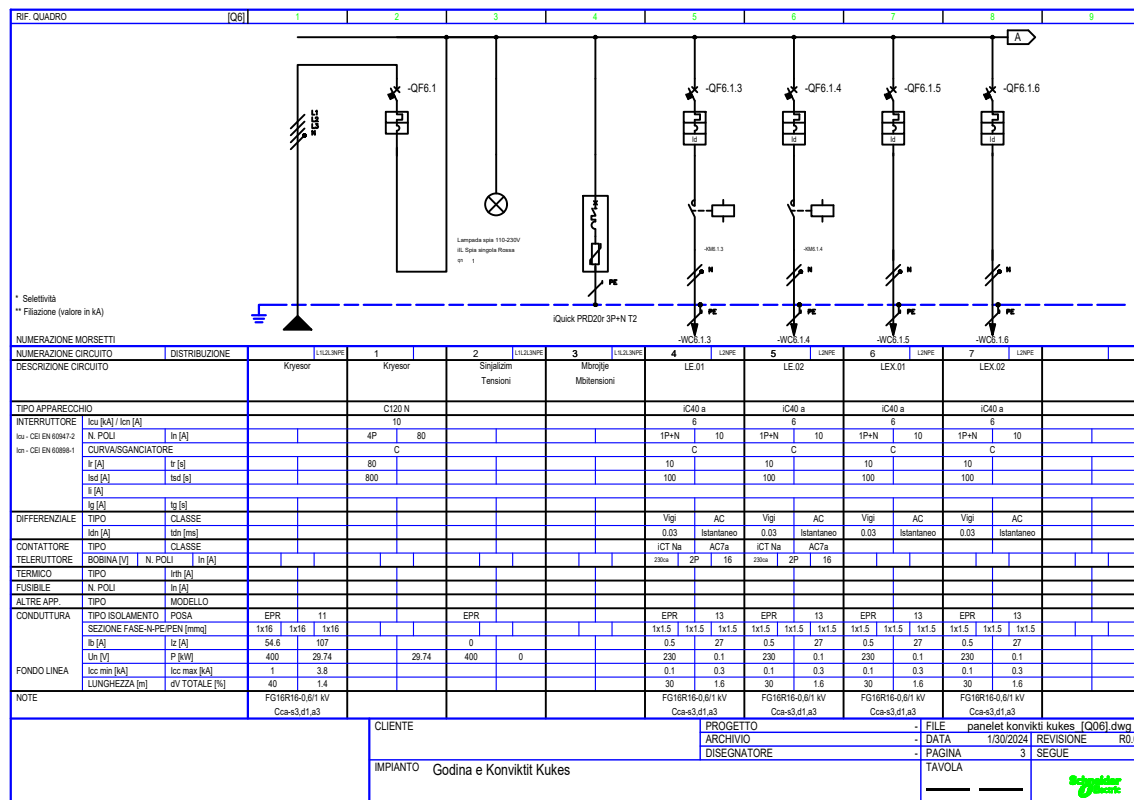 RIF. QUADRO [Q6] 1 2 3 4 5 6 7 8 9
A
-QF6.1 -QF6.1.3 -QF6.1.4 -QF6.1.5 -QF6.1.6
N
Id Id Id Id
Lampada spia 110-230V
iIL Spia singola Rossa
qn 1
-KM6.1.3 -KM6.1.4
N N N N
PE
* Selettività
** Filiazione (valore in kA)
iQuick PRD20r 3P+N T2
PE PE PE PE
NUMERAZIONE MORSETTI -WC6.1.3 -WC6.1.4 -WC6.1.5 -WC6.1.6
NUMERAZIONE CIRCUITO DISTRIBUZIONE L1L2L3NPE 1 2 L1L2L3NPE 3 L1L2L3NPE 4 L2NPE 5 L2NPE 6 L2NPE 7 L2NPE
DESCRIZIONE CIRCUITO Kryesor Kryesor Sinjalizim Mbrojtje LE.01 LE.02 LEX.01 LEX.02
Tensioni Mbitensioni
TIPO APPARECCHIO C120 N iC40 a iC40 a iC40 a iC40 a
INTERRUTTORE Icu [kA] / Icn [A] 10 6 6 6 6
Icu - CEI EN 60947-2 N. POLI In [A] 4P 80 1P+N 10 1P+N 10 1P+N 10 1P+N 10
Icn - CEI EN 60898-1 CURVA/SGANCIATORE C C C C C
Ir [A] tr [s] 80 10 10 10 10
Isd [A] tsd [s] 800 100 100 100 100
Ii [A]
Ig [A] tg [s]
DIFFERENZIALE TIPO CLASSE Vigi AC Vigi AC Vigi AC Vigi AC
Idn [A] tdn [ms] 0.03 Istantaneo 0.03 Istantaneo 0.03 Istantaneo 0.03 Istantaneo
CONTATTORE TIPO CLASSE iCT Na AC7a iCT Na AC7a
TELERUTTORE BOBINA [V] N. POLI In [A] 230ca 2P 16 230ca 2P 16
TERMICO TIPO Irth [A]
FUSIBILE N. POLI In [A]
ALTRE APP. TIPO MODELLO
CONDUTTURA TIPO ISOLAMENTO POSA EPR 11 EPR EPR 13 EPR 13 EPR 13 EPR 13
SEZIONE FASE-N-PE/PEN [mmq] 1x16 1x16 1x16 1x1.5 1x1.5 1x1.5 1x1.5 1x1.5 1x1.5 1x1.5 1x1.5 1x1.5 1x1.5 1x1.5 1x1.5
Ib [A] Iz [A] 54.6 107 0 0.5 27 0.5 27 0.5 27 0.5 27
Un [V] P [kW] 400 29.74 29.74 400 0 230 0.1 230 0.1 230 0.1 230 0.1
FONDO LINEA Icc min [kA] Icc max [kA] 1 3.8 0.1 0.3 0.1 0.3 0.1 0.3 0.1 0.3
LUNGHEZZA [m] dV TOTALE [%] 40 1.4 30 1.6 30 1.6 30 1.6 30 1.6
NOTE FG16R16-0,6/1 kV FG16R16-0,6/1 kV FG16R16-0,6/1 kV FG16R16-0,6/1 kV FG16R16-0,6/1 kV
Cca-s3,d1,a3 Cca-s3,d1,a3 Cca-s3,d1,a3 Cca-s3,d1,a3 Cca-s3,d1,a3
CLIENTE PROGETTO - FILE panelet konvikti kukes_[Q06].dwg
ARCHIVIO - DATA 1/30/2024 REVISIONE
DISEGNATORE - PAGINA 3 SEGUE
IMPIANTO Godina e Konviktit Kukes TAVOLA
Schneider Electric